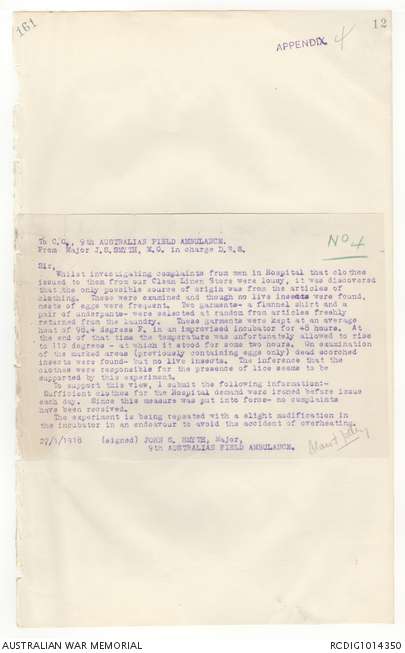 161
12
APPENDIX 4
To C.O., 9th AUSTRALIAN FIELD AMBULANCE.
From Major J.S.SMYTH, M.O. in charge D.R.S.
No 4
Sir,
Whilst investigating complaints from men in Hospital that clothes
issued to them from our Clean Linen Store were lousy, it was discovered
that the only possible source of origin was from the articles of
clothing. These were examined and though no live insects were found,
nests of eggs were frequent. Two garments- a flannel shirt and a
pair of underpants- were selected at random from articles freshly
returned from the laundry. These garments were kept at an average
heat of 98.4 degrees F. in an improvised incubator for 48 hours. At
the end of that time the temperature was unfortunately allowed to rise
to 110 degrees - at which it stood for some two hours. On examination
of the marked areas (previously containing eggs only) dead scorched
insects were found- but no live insects. The inference that the
clothes were responsible for the presence of lice seems to be
supported by this experiment.
To support this view, I submit the following information:-
Sufficient clothes for the Hospital demand were ironed before issue
each day. Since this measure was put into force- no complaints
have been received.
The experiment is being repeated with a slight modification in
the incubator in an endeavour to avoid the accident of overheating.
27/1/1918 (signed) JOHN S. SMYTH, Major,
9th AUSTRALIAN FIELD AMBULANCE.
AUSTRALIAN WAR MEMORIAL
RCDIG1014350